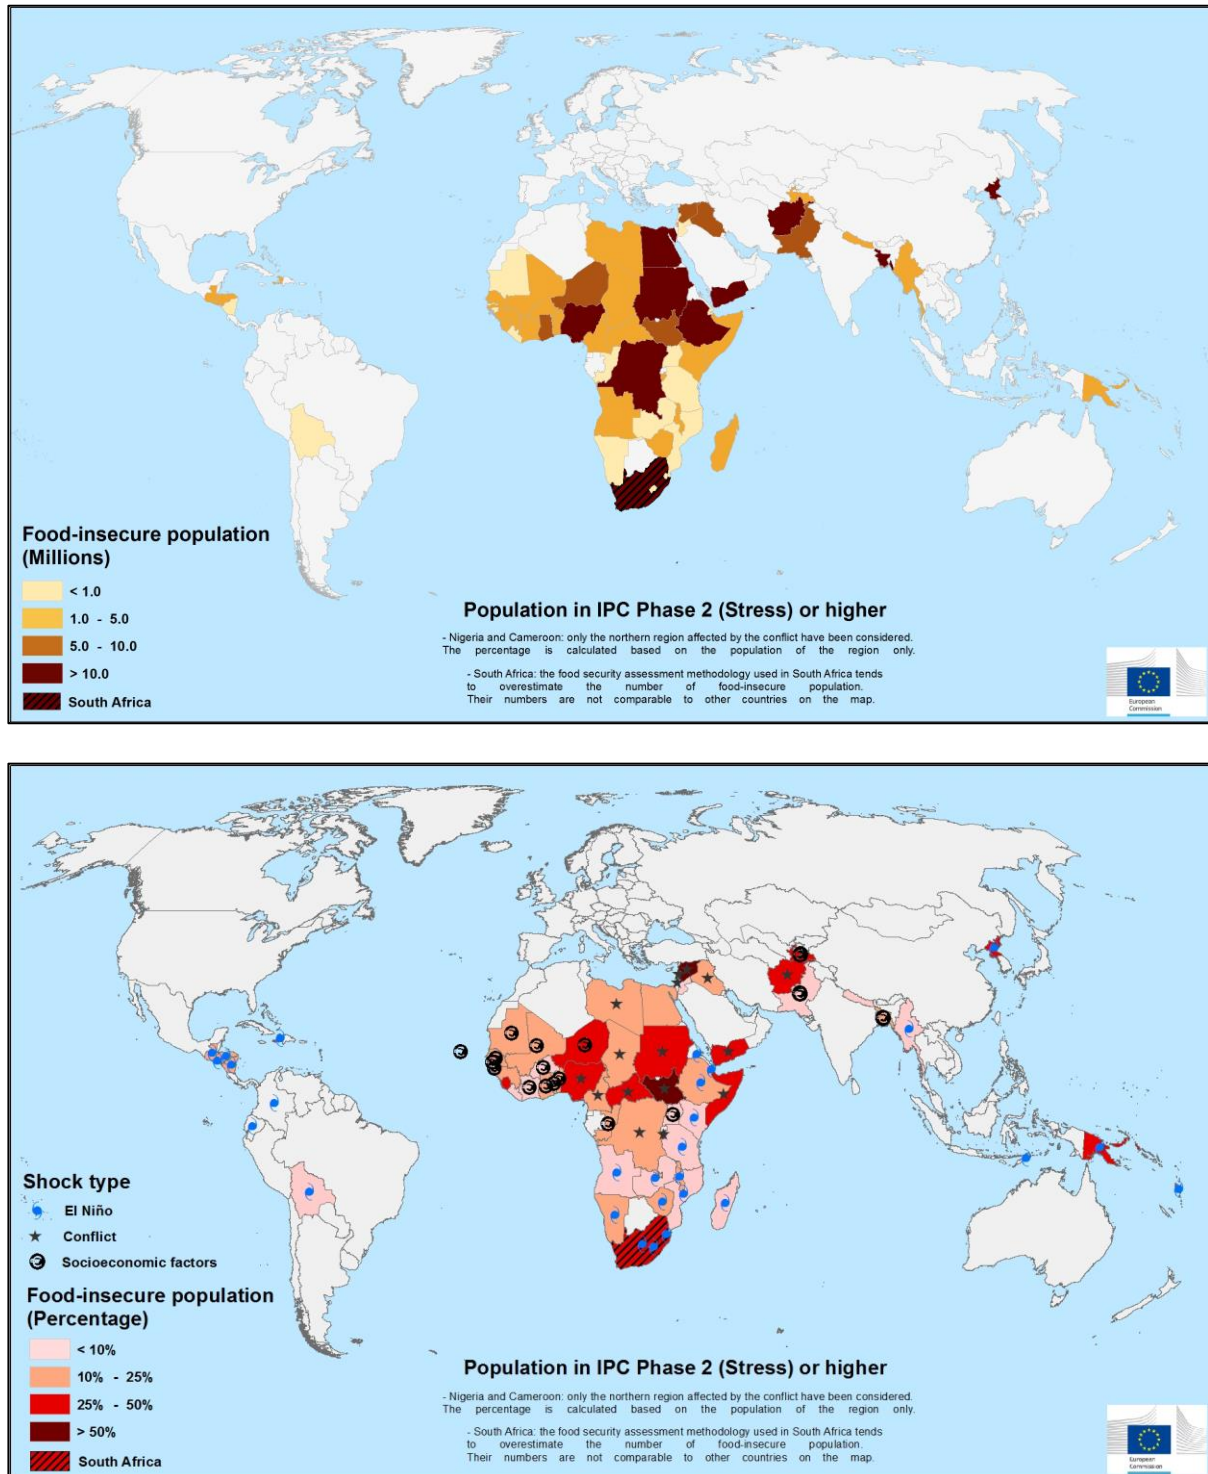 Food-insecure population
(Millions)
< 1.0
1.0 - 5.0
5.0 - 10.0
> 10.0
South Africa
Population in IPC Phase 2 (Stress) or higher
- Nigeria and Cameroon: only the northern region affected by the conflict have been considered.
The percentage is calculated based on the population of the region only.
- South Africa: the food security assessment methodology used in South Africa tends
to overestimate the number of food-insecure population.
Their numbers are not comparable to other countries on the map.
European
Commission
Shock type
El Niño
Conflict
Socioeconomic factors
Food-insecure population
(Percentage)
< 10%
10% - 25%
25% - 50%
> 50%
South Africa
Population in IPC Phase 2 (Stress) or higher
- Nigeria and Cameroon: only the northern region affected by the conflict have been considered.
The percentage is calculated based on the population of the region only.
- South Africa: the food security assessment methodology used in South Africa tends
to overestimate the number of food-insecure population.
Their numbers are not comparable to other countries on the map.
European
Commission